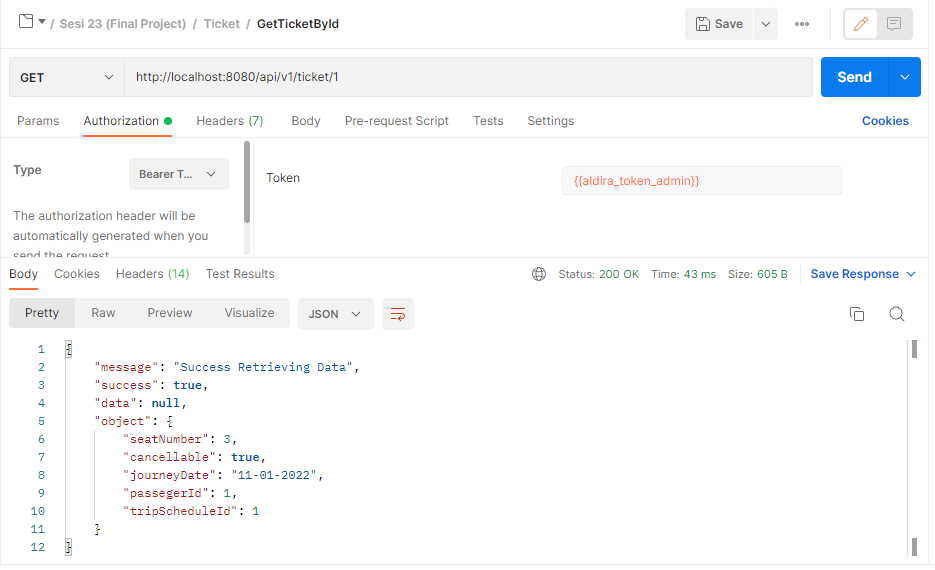 / Sesi 23 (Final Project) / Ticket / GetTicketById
Save
GET
http://localhost:8080/api/v1/ticket/1
Send
Params Authorization Headers (7) Body Pre-request Script Tests Settings Cookies
Type
Bearer T...
Token
{{aldira_token_admin}}
The authorization header will be
automatically generated when you
send the request.
Body Cookies Headers (14) Test Results
Status: 200 OK Time: 43 ms Size: 605 B Save Response
Pretty Raw Preview Visualize JSON
1 {
2 "message": "Success Retrieving Data",
3 "success": true,
4 "data": null,
5 "object": {
6 "seatNumber": 3,
7 "cancellable": true,
8 "journeyDate": "11-01-2022",
9 "passegerId": 1,
10 "tripScheduleId": 1
11 }
12 }